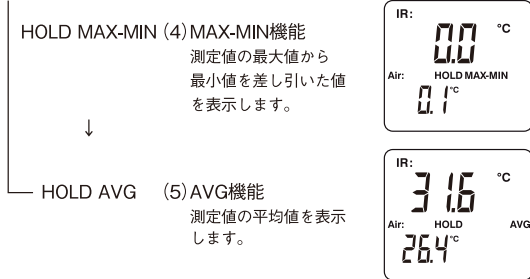 HOLD MAX-MIN (4)MAX-MIN機能
測定値の最大値から
最小値を差し引いた値
を表示します。
IR:
0.0 °C
Air: HOLD MAX-MIN
0.1 °C
↓
HOLD AVG (5)AVG機能
測定値の平均値を表示
します。
IR:
31.6 °C
Air: HOLD AVG
26.4 °C